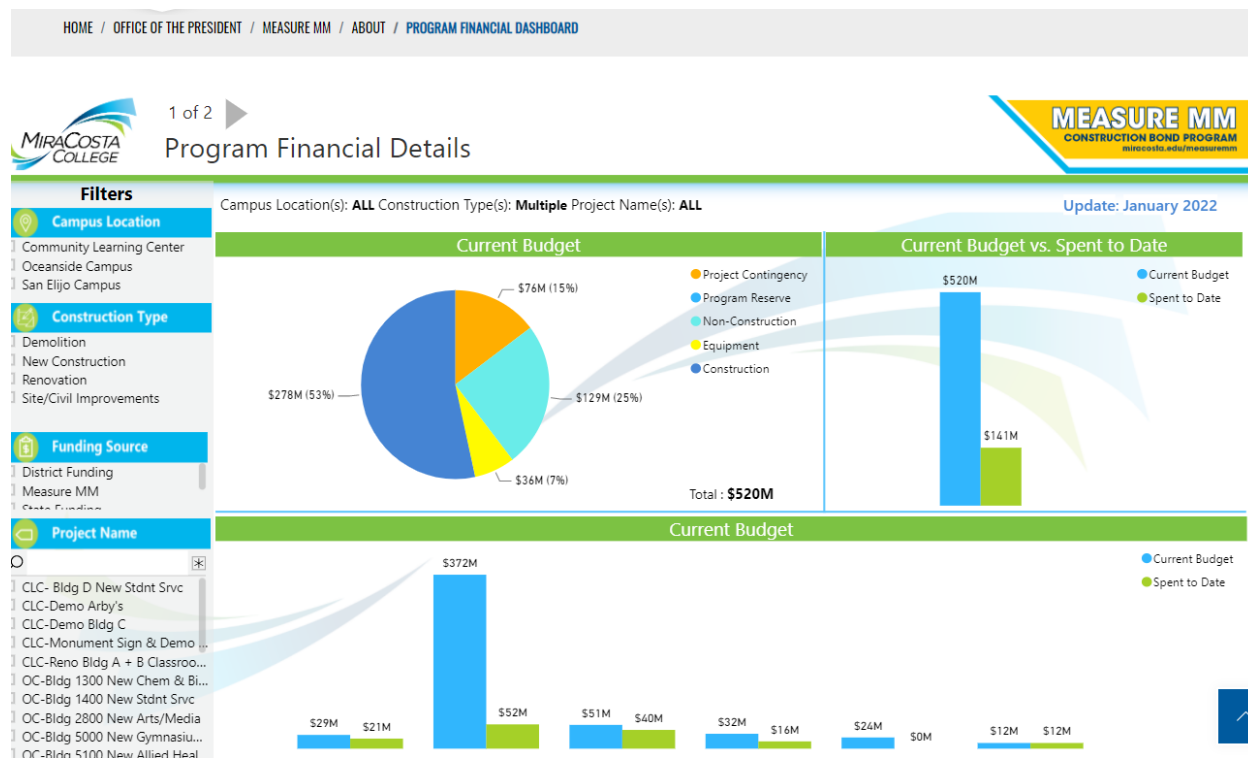 HOME / OFFICE OF THE PRESIDENT / MEASURE MM / ABOUT / PROGRAM FINANCIAL DASHBOARD
1 of 2
MIRACOSTA
COLLEGE
Program Financial Details
MEASURE MM
CONSTRUCTION BOND PROGRAM
miracosta.edu/measuremm
Filters
Campus Location
Community Learning Center
Oceanside Campus
San Elijo Campus
Construction Type
Demolition
New Construction
Renovation
Site/Civil Improvements
Funding Source
District Funding
Measure MM
State Funding
Project Name
CLC- Bldg D New Stdnt Srvc
CLC-Demo Arby's
CLC-Demo Bldg C
CLC-Monument Sign & Demo ...
CLC-Reno Bldg A + B Classroo...
OC-Bldg 1300 New Chem & Bi...
OC-Bldg 1400 New Stdnt Srvc
OC-Bldg 2800 New Arts/Media
OC-Bldg 5000 New Gymnasiu...
OC-Bldg 5100 New Allied Heal...
Campus Location(s): ALL Construction Type(s): Multiple Project Name(s): ALL
Update: January 2022
Current Budget
$76M (15%)
$129M (25%)
$36M (7%)
$278M (53%)
Project Contingency
Program Reserve
Non-Construction
Equipment
Construction
Total : $520M
Current Budget vs. Spent to Date
$520M
$141M
Current Budget
Spent to Date
Current Budget
$29M
$21M
$372M
$52M
$51M
$40M
$32M
$16M
$24M
$0M
$12M
$12M
Current Budget
Spent to Date